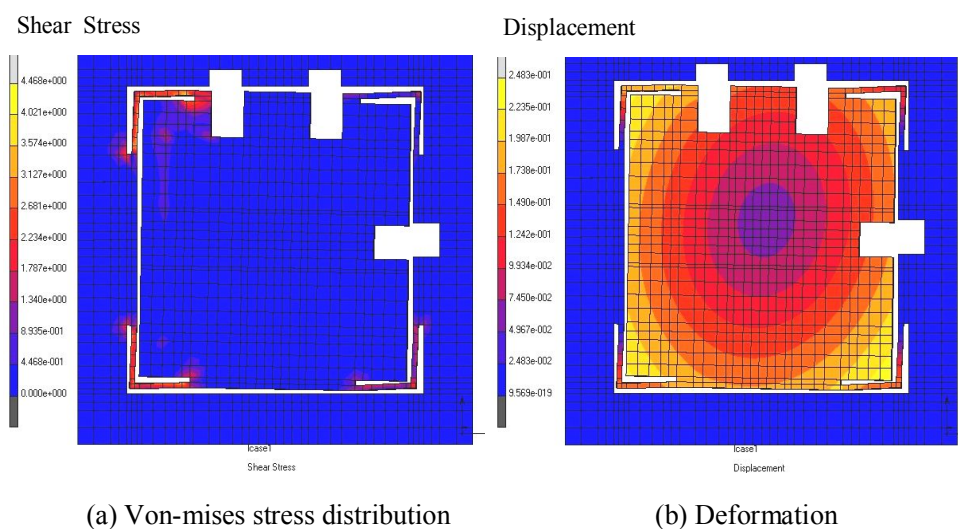 Shear Stress
Displacement
4.468e+000
4.021e+000
3.574e+000
3.127e+000
2.681e+000
2.234e+000
1.787e+000
1.340e+000
8.935e-001
4.468e-001
0.000e+000
lcase1
Shear Stress
2.483e-001
2.235e-001
1.987e-001
1.738e-001
1.490e-001
1.242e-001
9.934e-002
7.450e-002
4.967e-002
2.483e-002
9.569e-019
lcase1
Displacement
(a) Von-mises stress distribution
(b) Deformation